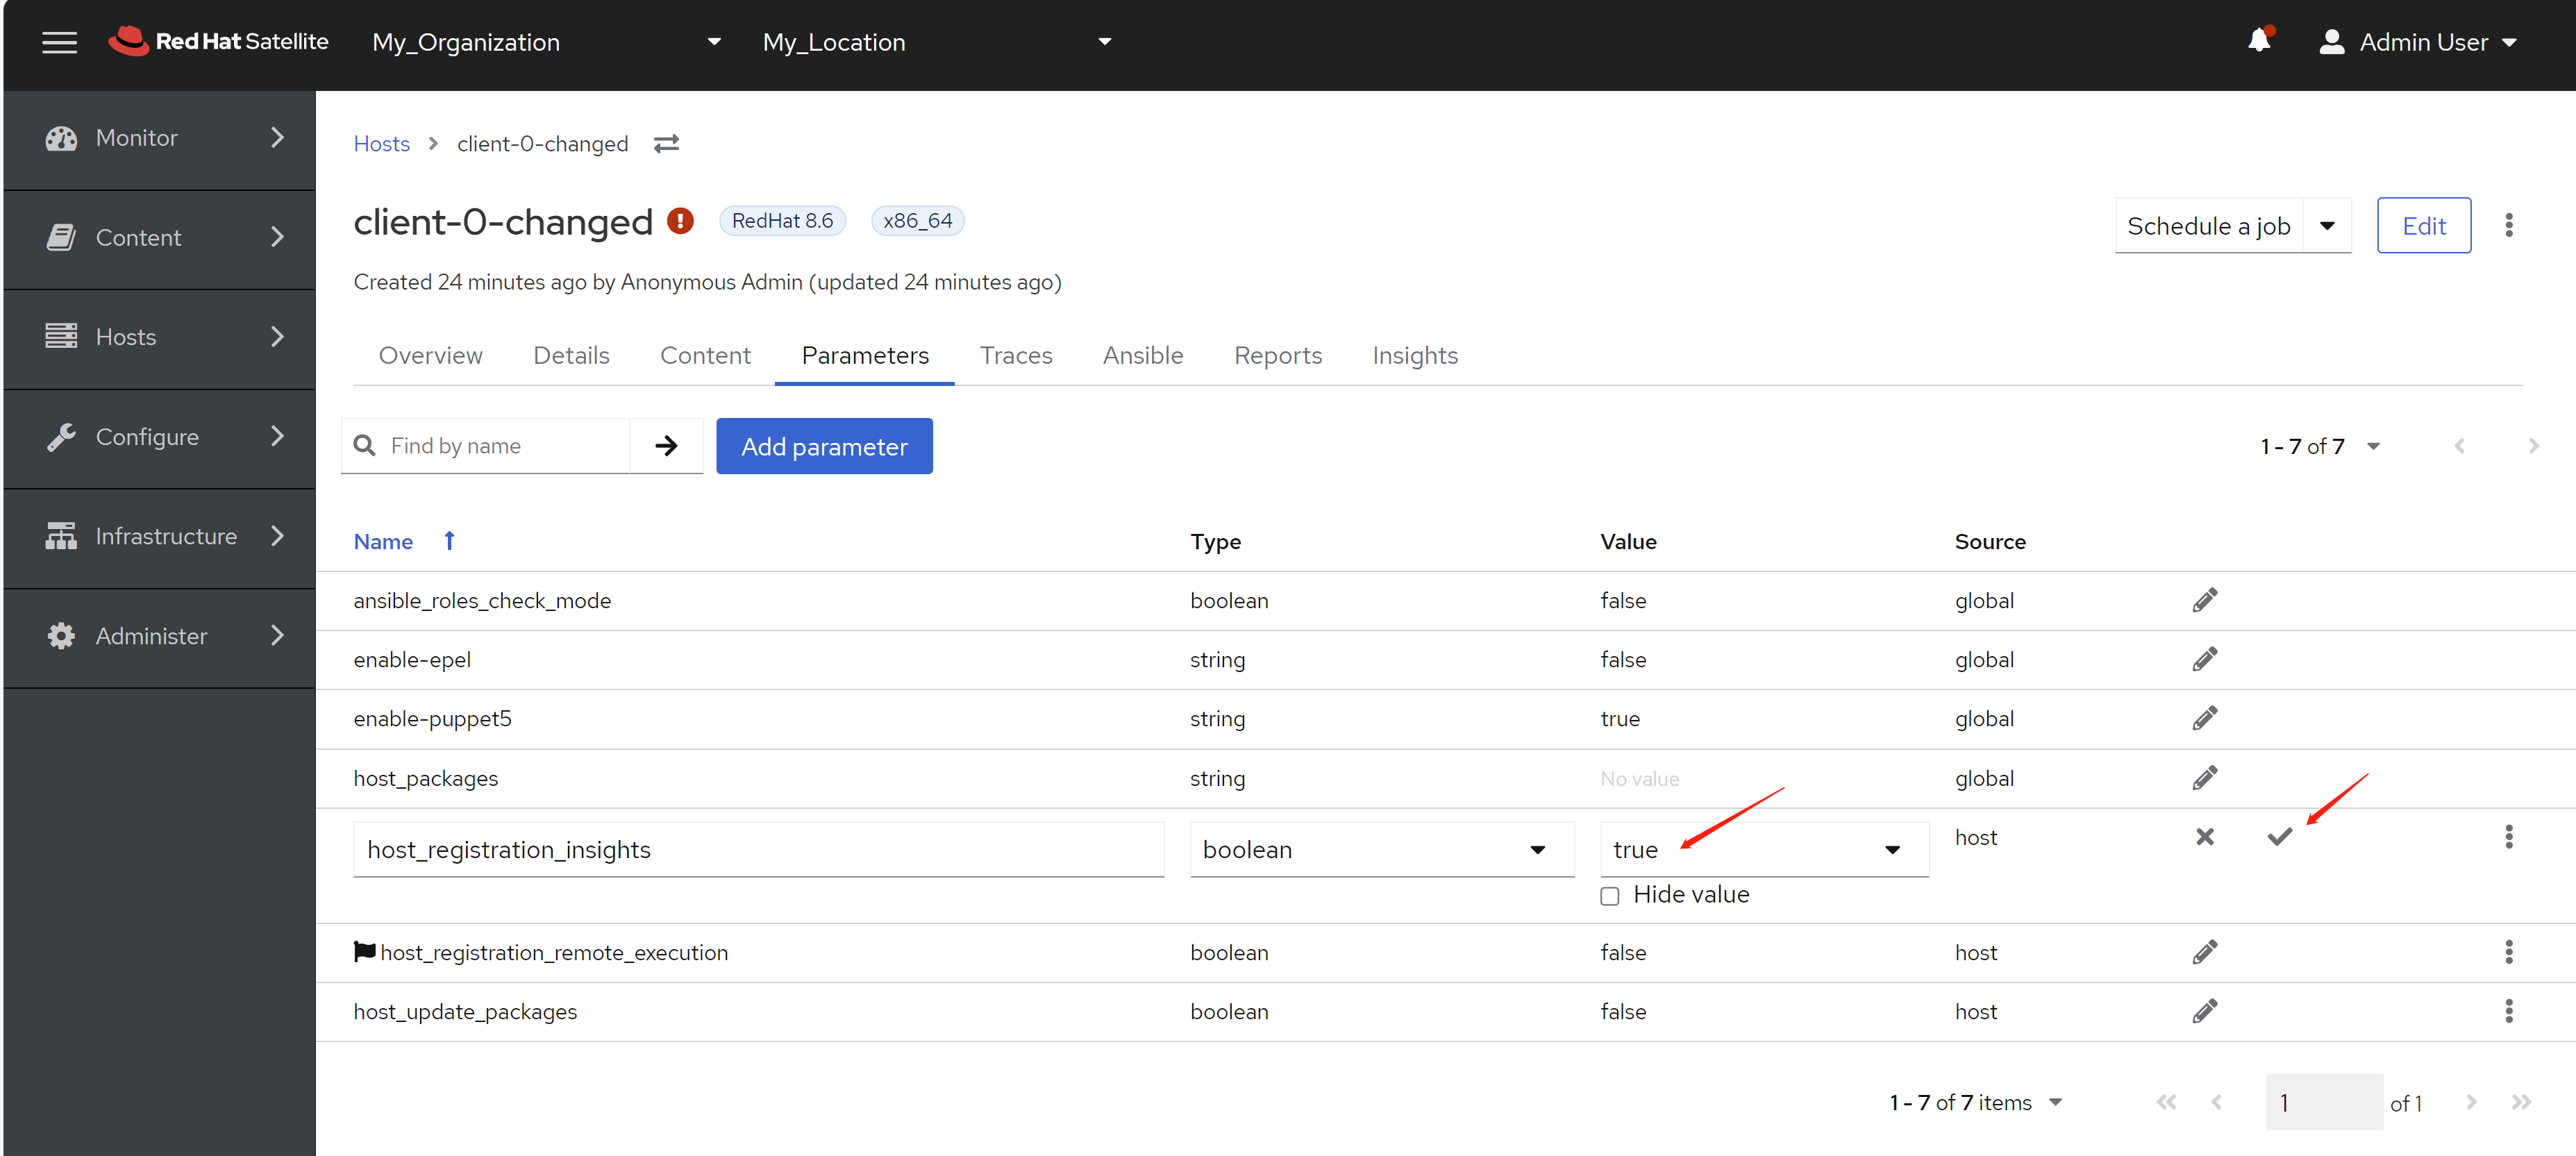 Red Hat Satellite My_Organization My_Location Admin User
Monitor
Content
Hosts
Configure
Infrastructure
Administer
Hosts client-0-changed
client-0-changed RedHat 8.6 x86_64 Schedule a job Edit
Created 24 minutes ago by Anonymous Admin (updated 24 minutes ago)
Overview Details Content Parameters Traces Ansible Reports Insights
Find by name Add parameter 1 - 7 of 7
Name Type Value Source
ansible_roles_check_mode boolean false global
enable-epel string false global
enable-puppet5 string true global
host_packages string No value global
host_registration_insights boolean true host
Hide value
host_registration_remote_execution boolean false host
host_update_packages boolean false host
1 - 7 of 7 items 1 of 1